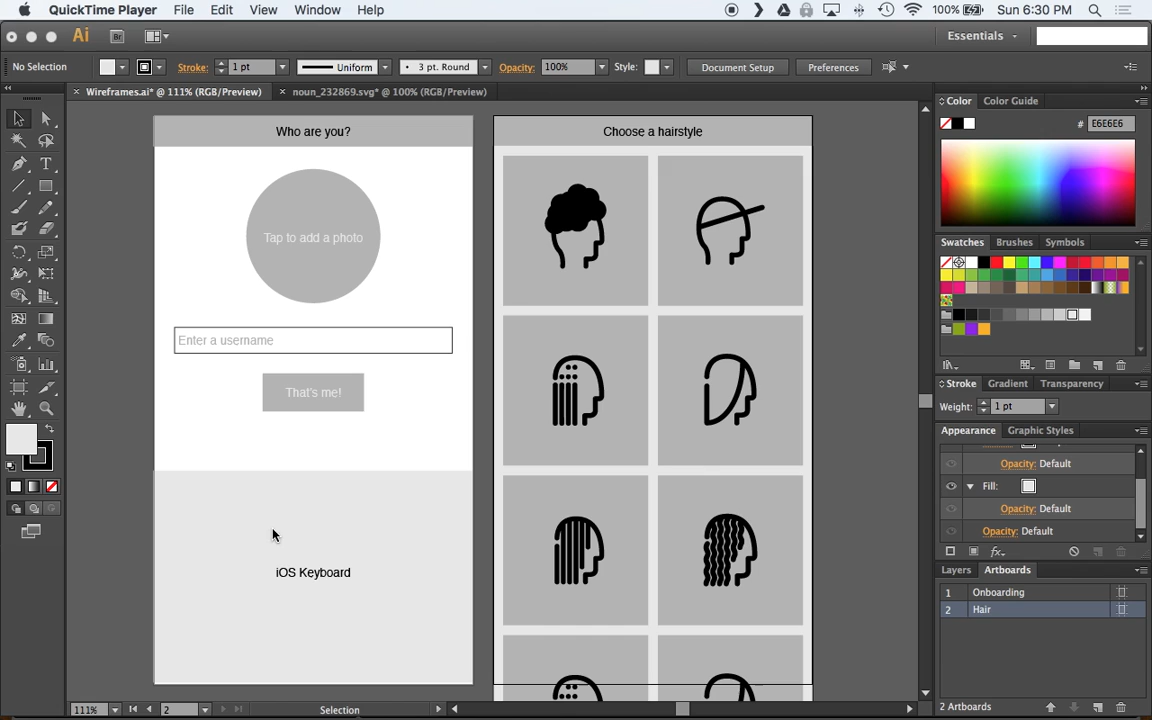 QuickTime Player File Edit View Window Help 100% Sun 6:30 PM
Ai Br Essentials
No Selection Stroke: 1 pt Uniform 3 pt. Round Opacity: 100% Style: Document Setup Preferences
Wireframes.ai* @ 111% (RGB/Preview) noun_232869.svg* @ 100% (RGB/Preview)
Who are you?
Tap to add a photo
Enter a username
That's me!
iOS Keyboard
Choose a hairstyle
Color Color Guide
# E6E6E6
Swatches Brushes Symbols
Stroke Gradient Transparency
Weight: 1 pt
Appearance Graphic Styles
Opacity: Default
Fill:
Opacity: Default
Opacity: Default
fx
Layers Artboards
1 Onboarding
2 Hair
2 Artboards
111% 2 Selection